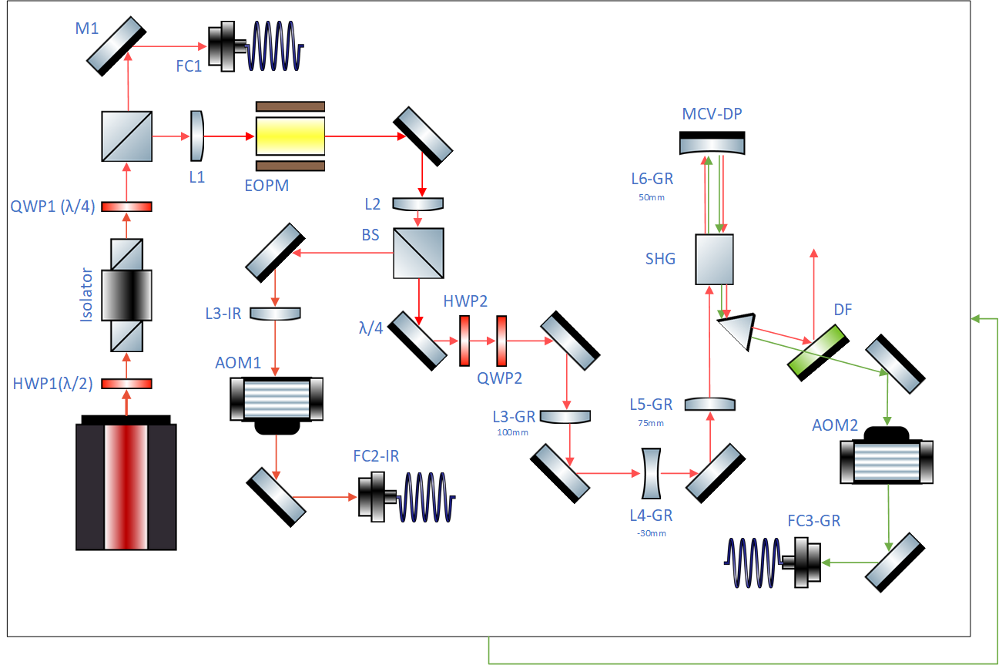 M1
FC1
MCV-DP
L1
EOPM
L6-GR
50mm
QWP1 (λ/4)
L2
BS
SHG
Isolator
HWP2
L3-IR
λ/4
DF
AOM1
QWP2
HWP1(λ/2)
L3-GR
100mm
L5-GR
75mm
AOM2
FC2-IR
L4-GR
-30mm
FC3-GR